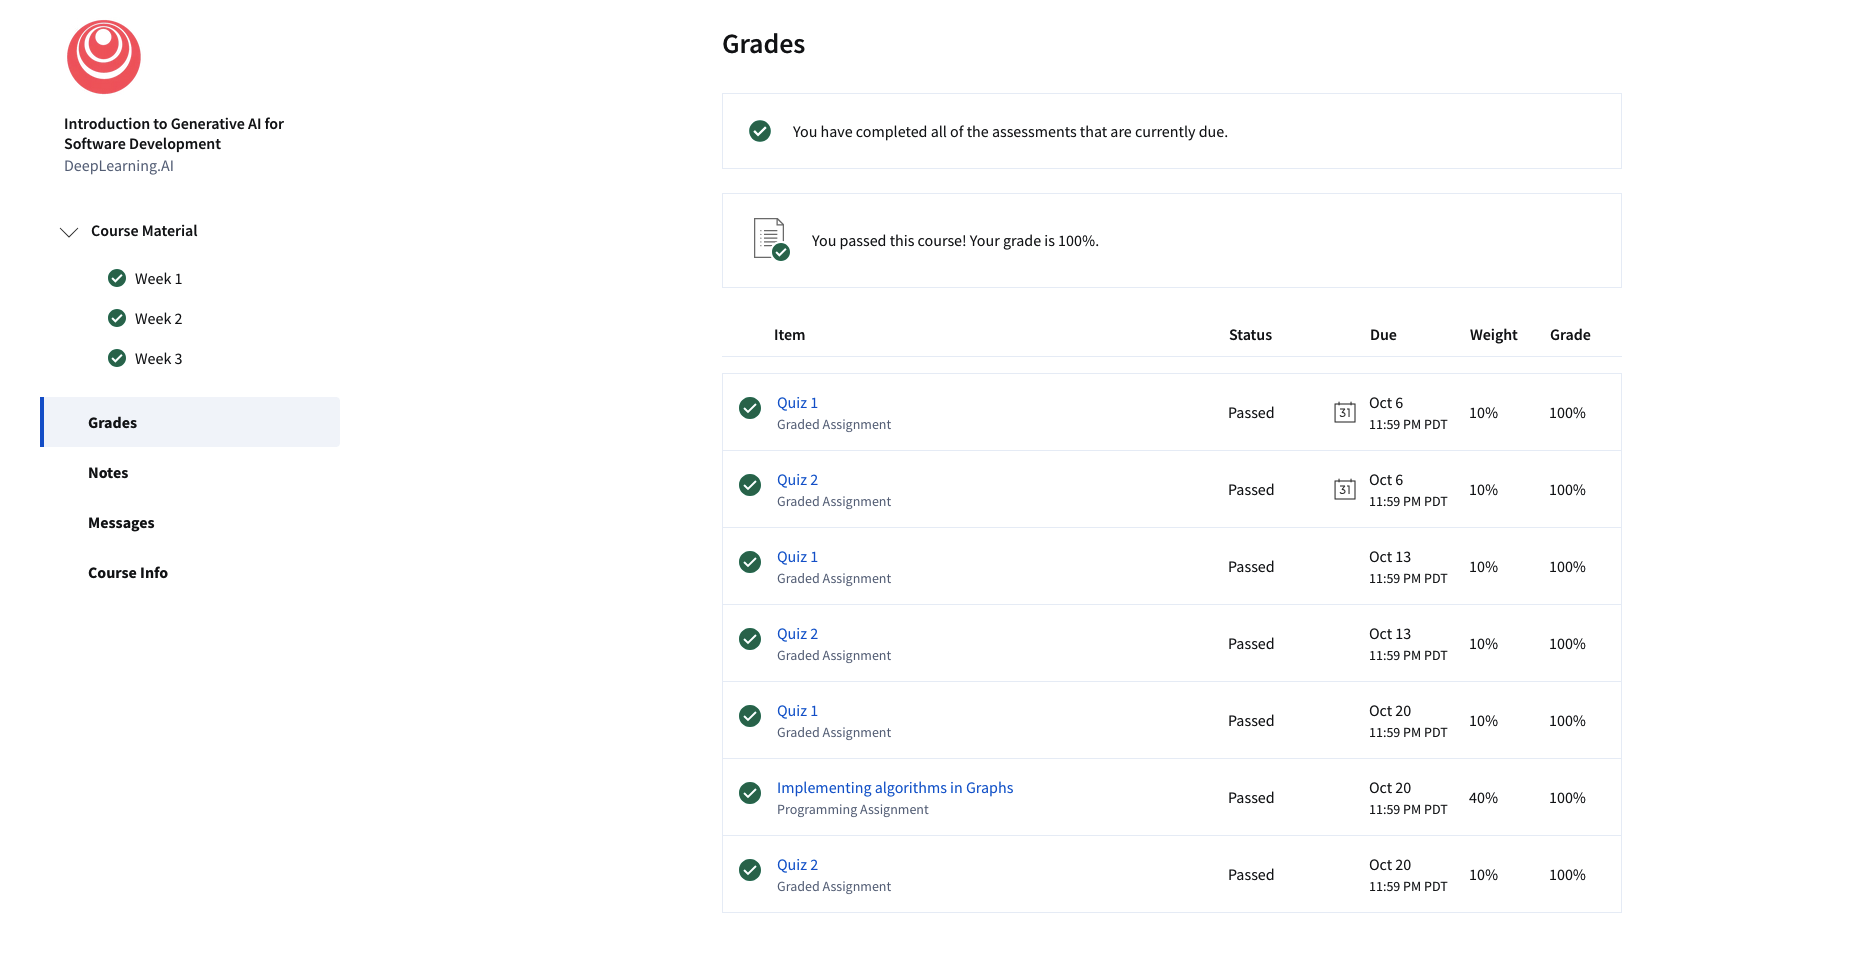 Introduction to Generative AI for
Software Development
DeepLearning.AI
Course Material
Week 1
Week 2
Week 3
Grades
Notes
Messages
Course Info
Grades
You have completed all of the assessments that are currently due.
You passed this course! Your grade is 100%.
Item Status Due Weight Grade
Quiz 1
Graded Assignment
Passed
31
Oct 6
11:59 PM PDT
10%
100%
Quiz 2
Graded Assignment
Passed
31
Oct 6
11:59 PM PDT
10%
100%
Quiz 1
Graded Assignment
Passed
Oct 13
11:59 PM PDT
10%
100%
Quiz 2
Graded Assignment
Passed
Oct 13
11:59 PM PDT
10%
100%
Quiz 1
Graded Assignment
Passed
Oct 20
11:59 PM PDT
10%
100%
Implementing algorithms in Graphs
Programming Assignment
Passed
Oct 20
11:59 PM PDT
40%
100%
Quiz 2
Graded Assignment
Passed
Oct 20
11:59 PM PDT
10%
100%